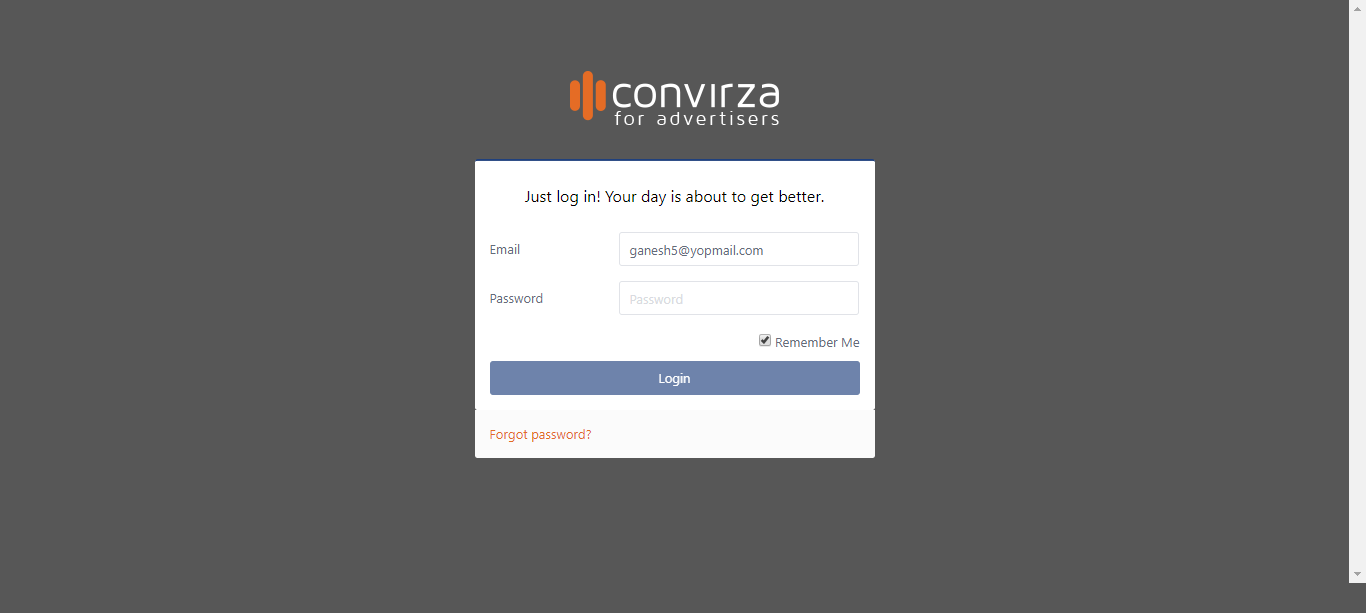 convirza
for advertisers
Just log in! Your day is about to get better.
Email
ganesh5@yopmail.com
Password
Password
Remember Me
Login
Forgot password?